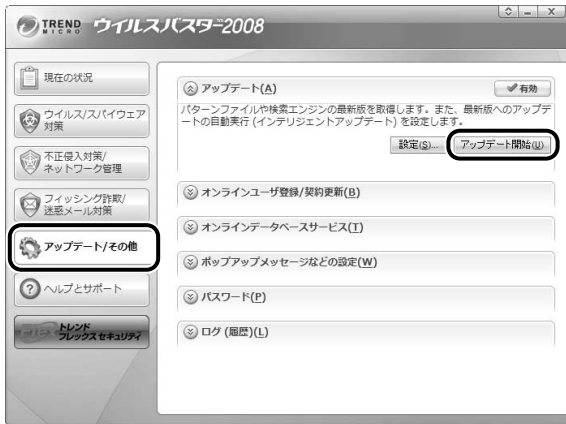 TREND MICRO ウイルスバスター2008
現在の状況
ウイルス/スパイウェア
対策
不正侵入対策/
ネットワーク管理
フィッシング詐欺/
迷惑メール対策
アップデート/その他
ヘルプとサポート
トレンド
フレックス セキュリティ
アップデート(A)
有効
パターンファイルや検索エンジンの最新版を取得します。また、最新版へのアップデ
ートの自動実行 (インテリジェントアップデート) を設定します。
設定(S)...
アップデート開始(U)
オンラインユーザ登録/契約更新(B)
オンラインデータベースサービス(T)
ポップアップメッセージなどの設定(W)
パスワード(P)
ログ (履歴)(L)